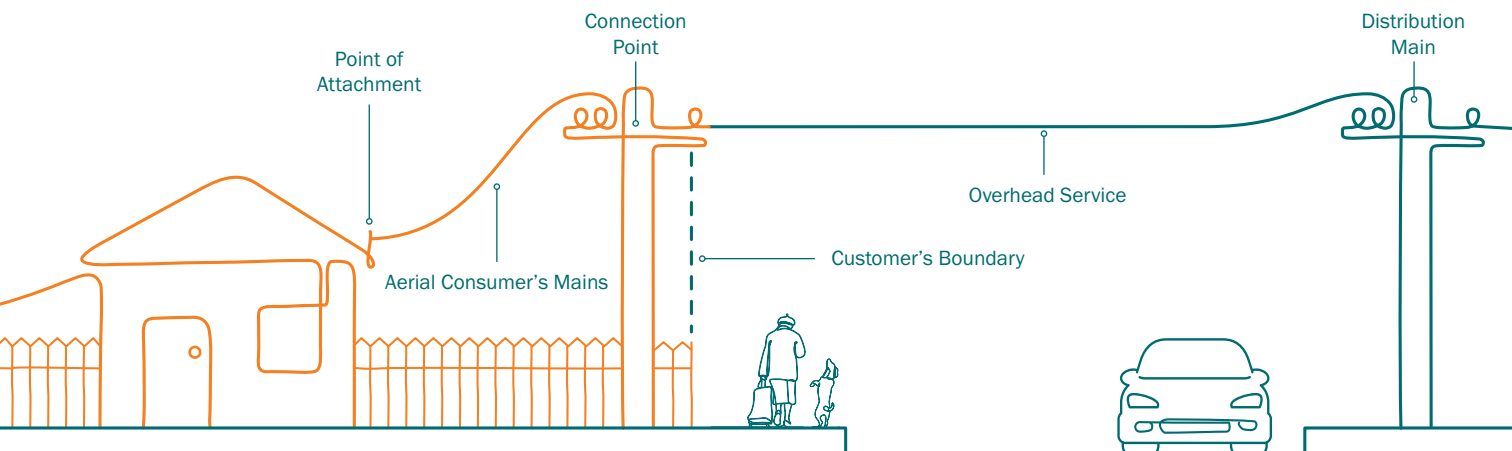 Connection
Point
Distribution
Main
Point of
Attachment
Overhead Service
Customer’s Boundary
Aerial Consumer’s Mains